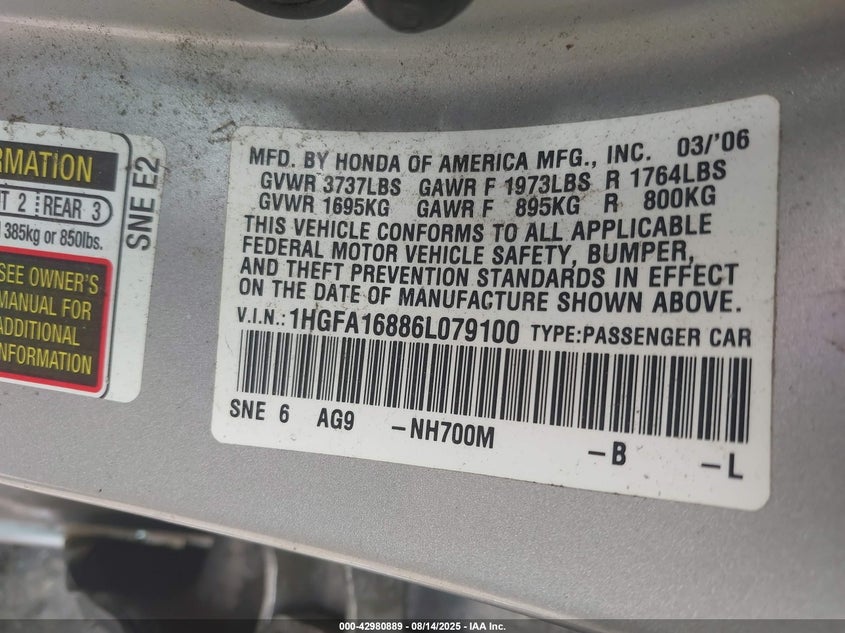 RMATION
T 2 REAR 3
385kg or 850lbs.
SEE OWNER'S
MANUAL FOR
ADDITIONAL
INFORMATION
SNE E2
MFD. BY HONDA OF AMERICA MFG., INC. 03/'06
GVWR 3737LBS GAWR F 1973LBS R 1764LBS
GVWR 1695KG GAWR F 895KG R 800KG
THIS VEHICLE CONFORMS TO ALL APPLICABLE
FEDERAL MOTOR VEHICLE SAFETY, BUMPER,
AND THEFT PREVENTION STANDARDS IN EFFECT
ON THE DATE OF MANUFACTURE SHOWN ABOVE.
V.I.N.: 1HGFA16886L079100 TYPE:PASSENGER CAR
SNE 6 AG9 -NH700M -B -L
000-42980889 - 08/14/2025 - IAA Inc.